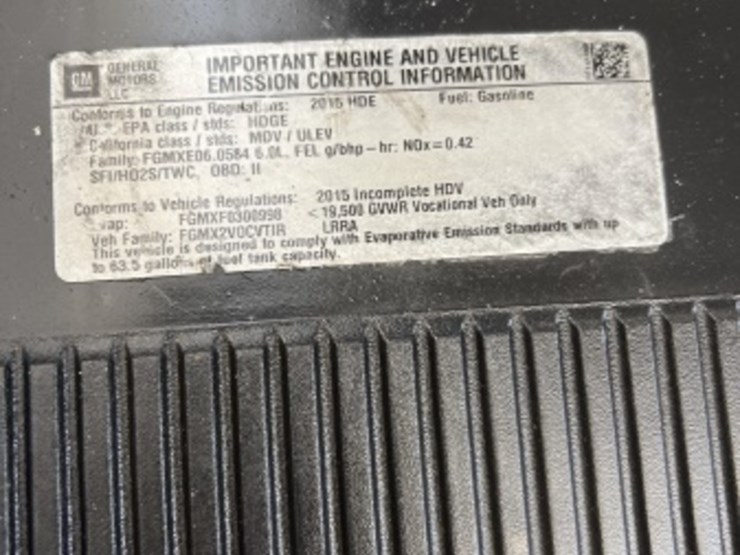 GM
GENERAL
MOTORS
LLC
IMPORTANT ENGINE AND VEHICLE
EMISSION CONTROL INFORMATION
Conforms to Engine Regulations: 2015 HDE Fuel: Gasoline
EPA class / stds: HDGE
California class / stds: MDV / ULEV
Family: FGMXE06.0584 6.0L, FEL g/bhp-hr: NOx=0.42
SFI/HO2S/TWC, OBD: II
Conforms to Vehicle Regulations: 2015 Incomplete HDV
vap: <19,500 GVWR Vocational Veh Only
Veh Family: FGMX2VOCVTIR LRRA
This vehicle is designed to comply with Evaporative Emission Standards with up
to 63.5 gallons of fuel tank capacity.